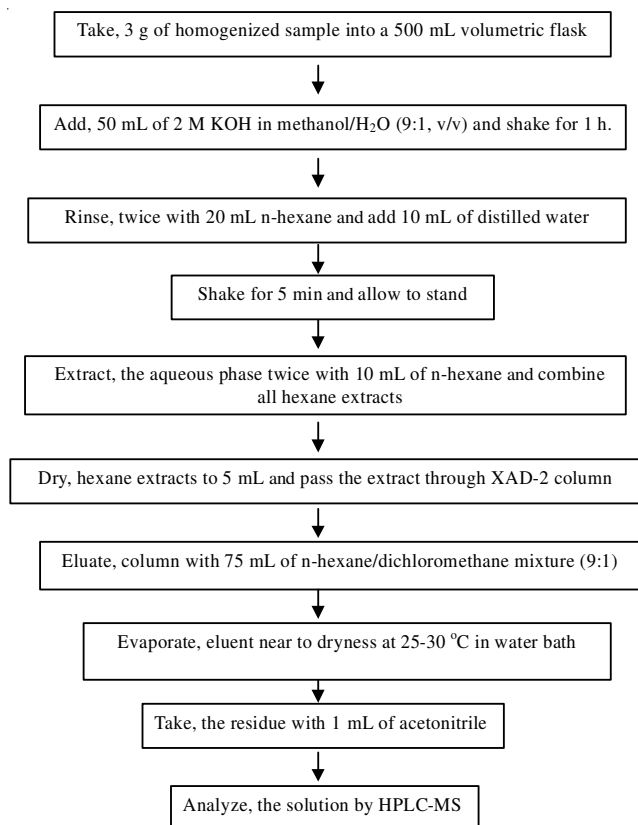 Take, 3 g of homogenized sample into a 500 mL volumetric flask
Add, 50 mL of 2 M KOH in methanol/H₂O (9:1, v/v) and shake for 1 h.
Rinse, twice with 20 mL n-hexane and add 10 mL of distilled water
Shake for 5 min and allow to stand
Extract, the aqueous phase twice with 10 mL of n-hexane and combine
all hexane extracts
Dry, hexane extracts to 5 mL and pass the extract through XAD-2 column
Eluate, column with 75 mL of n-hexane/dichloromethane mixture (9:1)
Evaporate, eluent near to dryness at 25-30 °C in water bath
Take, the residue with 1 mL of acetonitrile
Analyze, the solution by HPLC-MS